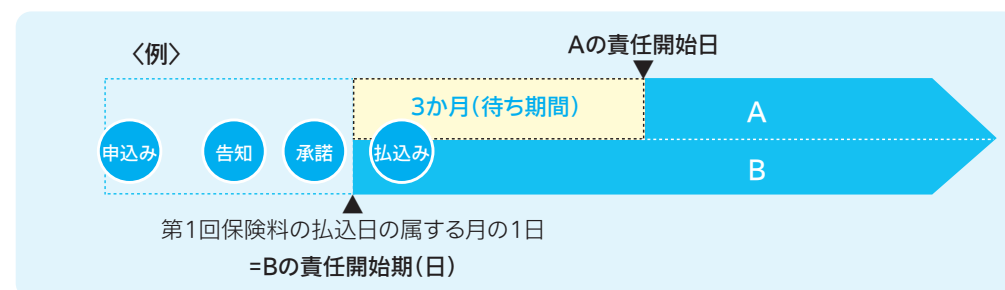 〈例〉
Aの責任開始日
3か月(待ち期間)
A
申込み
告知
承諾
払込み
B
第1回保険料の払込日の属する月の1日
=Bの責任開始期(日)